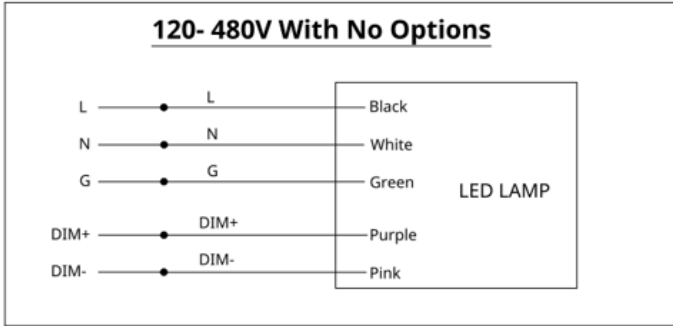 120- 480V With No Options
L L Black
N N White
G G Green
LED LAMP
DIM+ DIM+ Purple
DIM- DIM- Pink